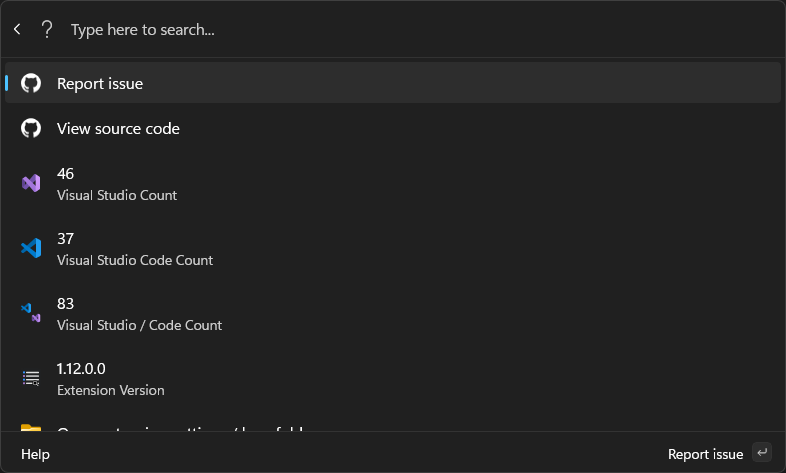 Type here to search...
Report issue
View source code
46
Visual Studio Count
37
Visual Studio Code Count
83
Visual Studio / Code Count
1.12.0.0
Extension Version
Help
Report issue